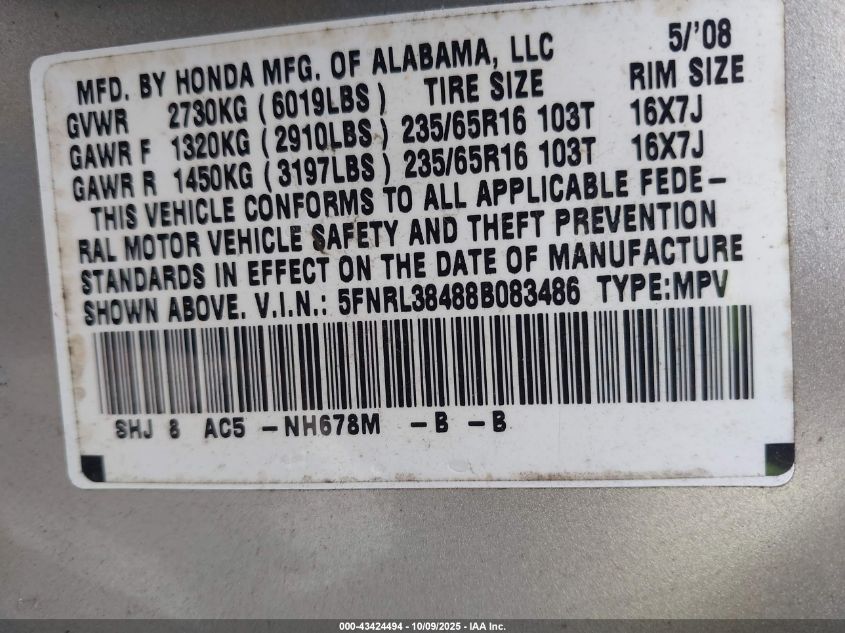 MFD. BY HONDA MFG. OF ALABAMA, LLC 5/'08
GVWR 2730KG (6019LBS) TIRE SIZE RIM SIZE
GAWR F 1320KG (2910LBS) 235/65R16 103T 16X7J
GAWR R 1450KG (3197LBS) 235/65R16 103T 16X7J
THIS VEHICLE CONFORMS TO ALL APPLICABLE FEDE-
RAL MOTOR VEHICLE SAFETY AND THEFT PREVENTION
STANDARDS IN EFFECT ON THE DATE OF MANUFACTURE
SHOWN ABOVE. V.I.N.: 5FNRL38488B083486 TYPE:MPV
SHJ 8 AC5 -NH678M -B -B
000-43424494 - 10/09/2025 - IAA Inc.